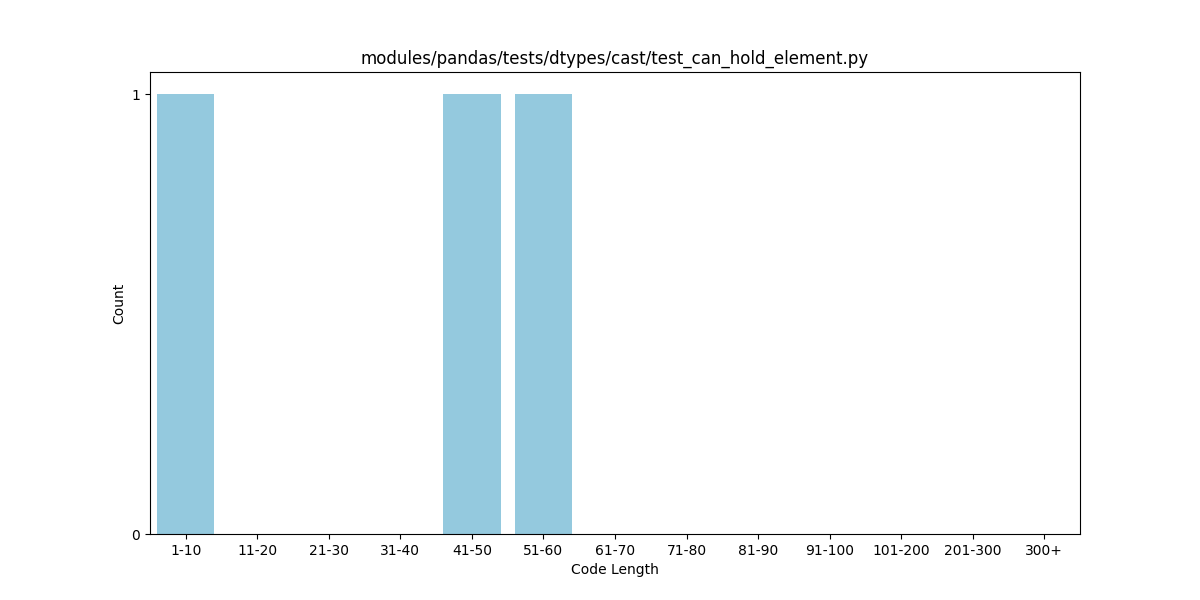 modules/pandas/tests/dtypes/cast/test_can_hold_element.py
1
Count
0
1-10 11-20 21-30 31-40 41-50 51-60 61-70 71-80 81-90 91-100 101-200 201-300 300+
Code Length